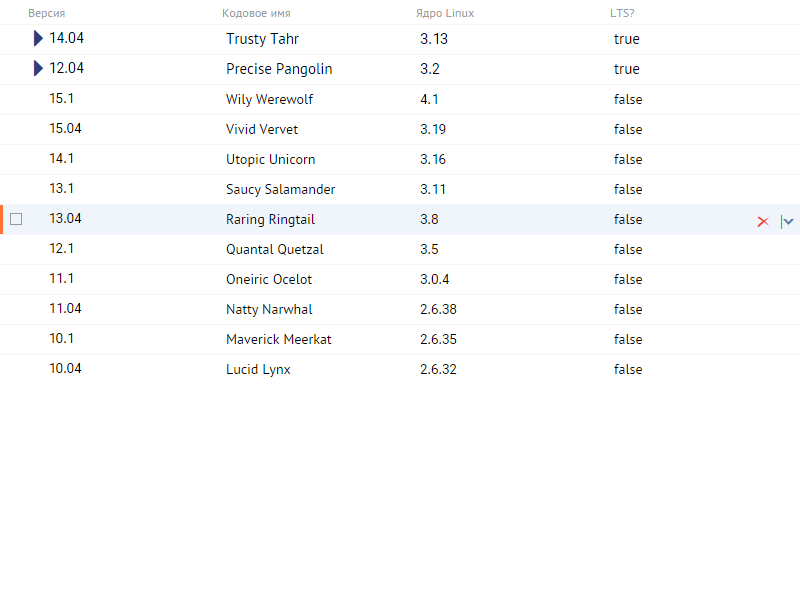 Версия Кодовое имя Ядро Linux LTS?
14.04 Trusty Tahr 3.13 true
12.04 Precise Pangolin 3.2 true
15.1 Wily Werewolf 4.1 false
15.04 Vivid Vervet 3.19 false
14.1 Utopic Unicorn 3.16 false
13.1 Saucy Salamander 3.11 false
13.04 Raring Ringtail 3.8 false
12.1 Quantal Quetzal 3.5 false
11.1 Oneiric Ocelot 3.0.4 false
11.04 Natty Narwhal 2.6.38 false
10.1 Maverick Meerkat 2.6.35 false
10.04 Lucid Lynx 2.6.32 false